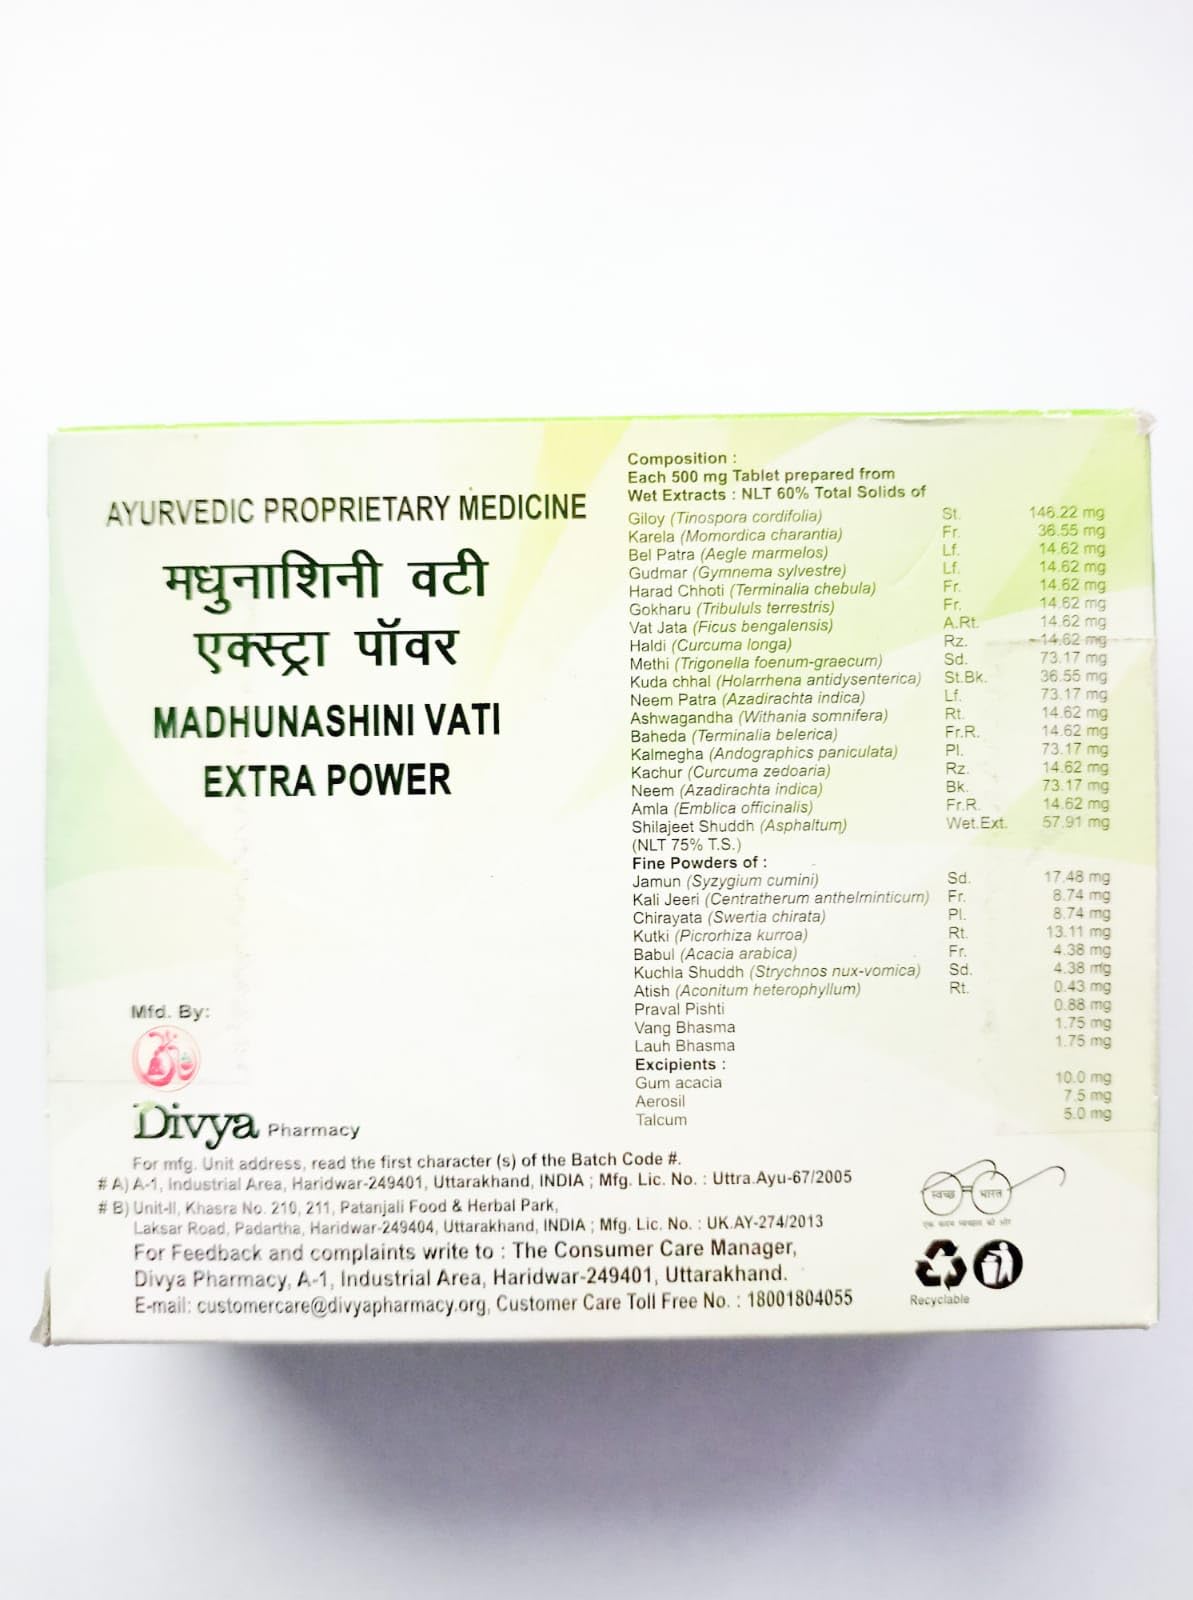 AYURVEDIC PROPRIETARY MEDICINE
मधुनाशिनी वटी
एक्स्ट्रा पॉवर
MADHUNASHINI VATI
EXTRA POWER
Mfd. By:
Divya Pharmacy
Composition :
Each 500 mg Tablet prepared from
Wet Extracts : NLT 60% Total Solids of
Giloy (Tinospora cordifolia) St. 146.22 mg
Karela (Momordica charantia) Fr. 36.55 mg
Bel Patra (Aegle marmelos) Lf. 14.62 mg
Gudmar (Gymnema sylvestre) Lf. 14.62 mg
Harad Chhoti (Terminalia chebula) Fr. 14.62 mg
Gokharu (Tribululs terrestris) Fr. 14.62 mg
Vat Jata (Ficus bengalensis) A.Rt. 14.62 mg
Haldi (Curcuma longa) Rz. 14.62 mg
Methi (Trigonella foenum-graecum) Sd. 73.17 mg
Kuda chhal (Holarrhena antidysenterica) St.Bk. 36.55 mg
Neem Patra (Azadirachta indica) Lf. 73.17 mg
Ashwagandha (Withania somnifera) Rt. 14.62 mg
Baheda (Terminalia belerica) Fr.R. 14.62 mg
Kalmegha (Andographics paniculata) Pl. 73.17 mg
Kachur (Curcuma zedoaria) Rz. 14.62 mg
Neem (Azadirachta indica) Bk. 73.17 mg
Amla (Emblica officinalis) Fr.R. 14.62 mg
Shilajeet Shuddh (Asphaltum) Wet.Ext. 57.91 mg
(NLT 75% T.S.)
Fine Powders of :
Jamun (Syzygium cumini) Sd. 17.48 mg
Kali Jeeri (Centratherum anthelminticum) Fr. 8.74 mg
Chirayata (Swertia chirata) Pl. 8.74 mg
Kutki (Picrorhiza kurroa) Rt. 13.11 mg
Babul (Acacia arabica) Fr. 4.38 mg
Kuchla Shuddh (Strychnos nux-vomica) Sd. 4.38 mg
Atish (Aconitum heterophyllum) Rt. 0.43 mg
Praval Pishti 0.88 mg
Vang Bhasma 1.75 mg
Lauh Bhasma 1.75 mg
Excipients :
Gum acacia 10.0 mg
Aerosil 7.5 mg
Talcum 5.0 mg
For mfg. Unit address, read the first character (s) of the Batch Code #.
# A) A-1, Industrial Area, Haridwar-249401, Uttarakhand, INDIA ; Mfg. Lic. No. : Uttra.Ayu-67/2005
# B) Unit-II, Khasra No. 210, 211, Patanjali Food & Herbal Park,
Laksar Road, Padartha, Haridwar-249404, Uttarakhand, INDIA ; Mfg. Lic. No. : UK.AY-274/2013
For Feedback and complaints write to : The Consumer Care Manager,
Divya Pharmacy, A-1, Industrial Area, Haridwar-249401, Uttarakhand.
E-mail: customercare@divyapharmacy.org, Customer Care Toll Free No. : 18001804055
स्वच्छ भारत
एक कदम स्वच्छता की ओर
Recyclable